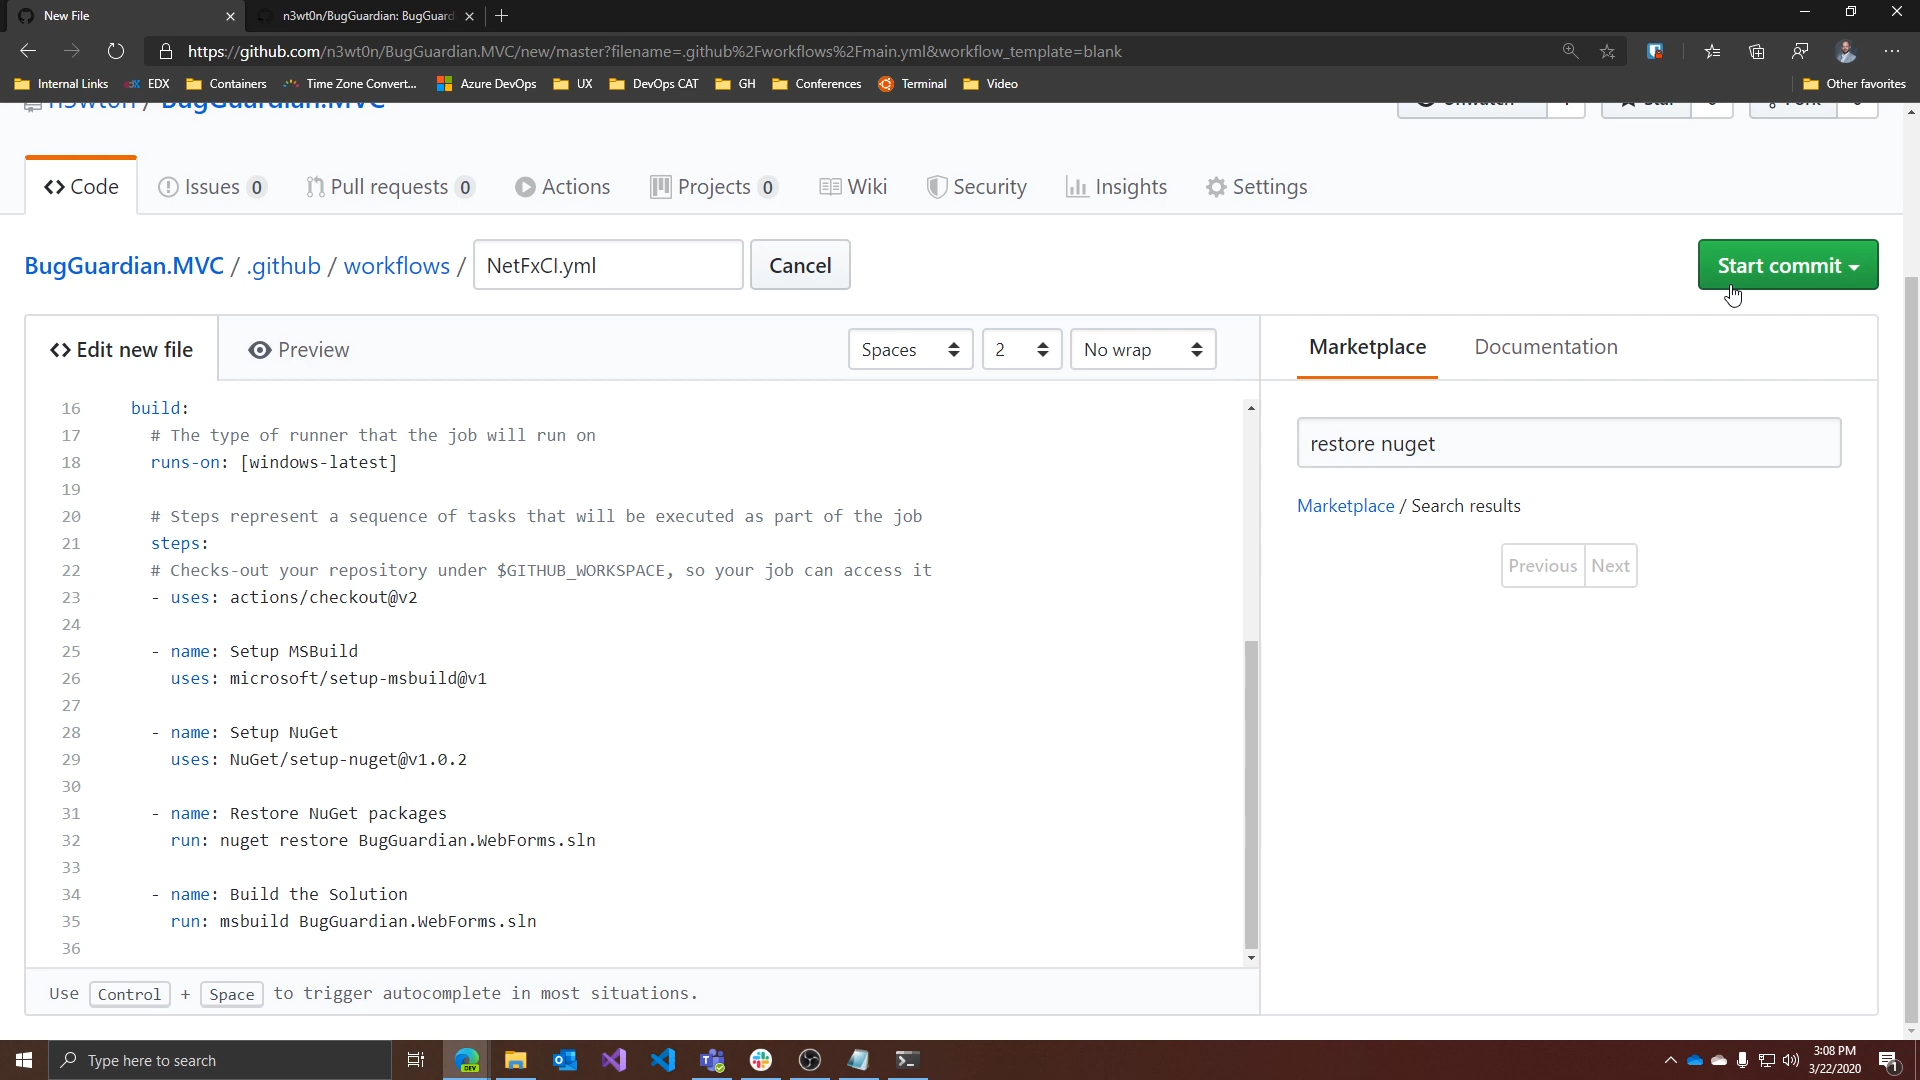 New File
n3wt0n/BugGuardian: BugGuard
https://github.com/n3wt0n/BugGuardian.MVC/new/master?filename=.github%2Fworkflows%2Fmain.yml&workflow_template=blank
Internal Links EDX Containers Time Zone Convert... Azure DevOps UX DevOps CAT GH Conferences Terminal Video Other favorites
n3wt0n / BugGuardian.MVC
<> Code Issues 0 Pull requests 0 Actions Projects 0 Wiki Security Insights Settings
BugGuardian.MVC / .github / workflows / NetFxCI.yml Cancel Start commit
<> Edit new file Preview Spaces 2 No wrap Marketplace Documentation
16 build:
17 # The type of runner that the job will run on
18 runs-on: [windows-latest]
19
20 # Steps represent a sequence of tasks that will be executed as part of the job
21 steps:
22 # Checks-out your repository under $GITHUB_WORKSPACE, so your job can access it
23 - uses: actions/checkout@v2
24
25 - name: Setup MSBuild
26 uses: microsoft/setup-msbuild@v1
27
28 - name: Setup NuGet
29 uses: NuGet/setup-nuget@v1.0.2
30
31 - name: Restore NuGet packages
32 run: nuget restore BugGuardian.WebForms.sln
33
34 - name: Build the Solution
35 run: msbuild BugGuardian.WebForms.sln
36
Use Control + Space to trigger autocomplete in most situations.
restore nuget
Marketplace / Search results
Previous Next
Type here to search
3:08 PM
3/22/2020
1